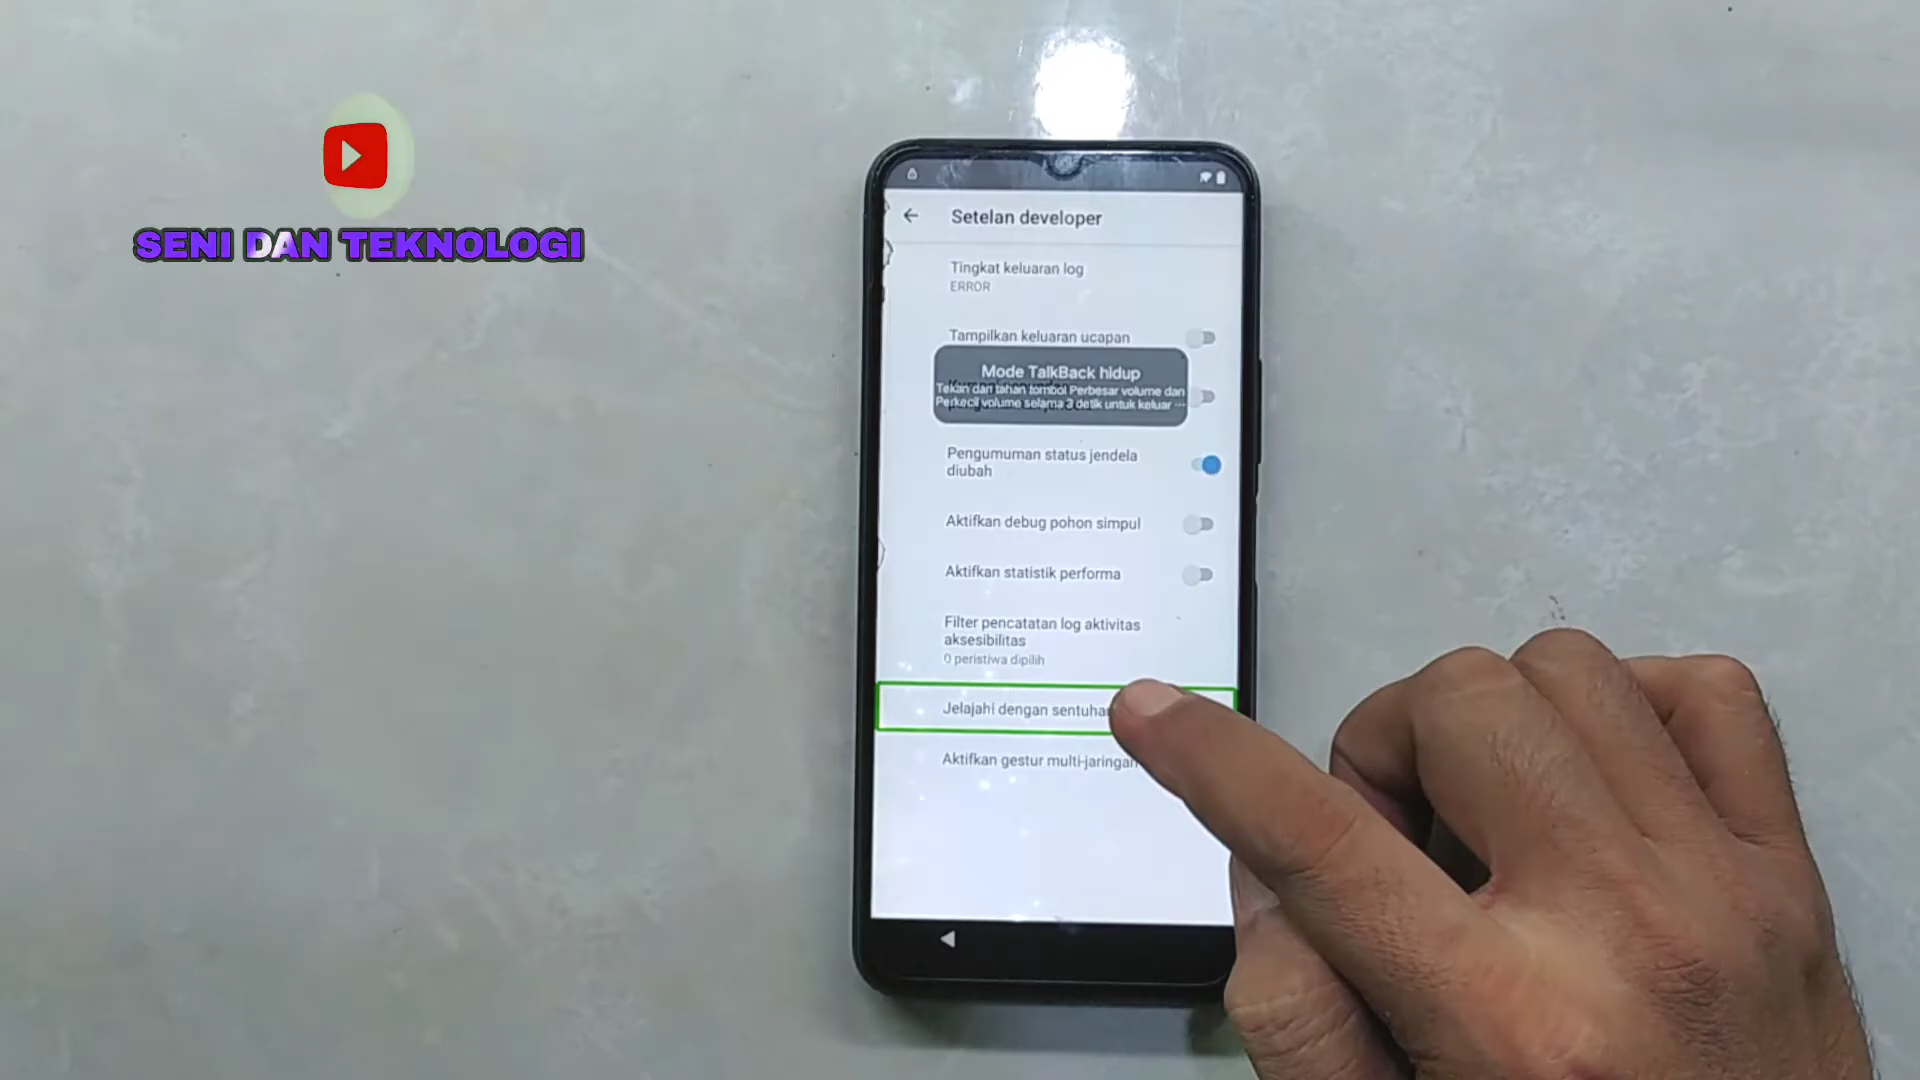 SENI DAN TEKNOLOGI
Setelan developer
Tingkat keluaran log
ERROR
Tampilkan keluaran ucapan
Mode TalkBack hidup
Tekan dan tahan tombol Perbesar volume dan
Perkecil volume selama 3 detik untuk keluar ...
Pengumuman status jendela
diubah
Aktifkan debug pohon simpul
Aktifkan statistik performa
Filter pencatatan log aktivitas
aksesibilitas
0 peristiwa dipilih
Jelajahi dengan sentuhan
Aktifkan gestur multi-jaringan